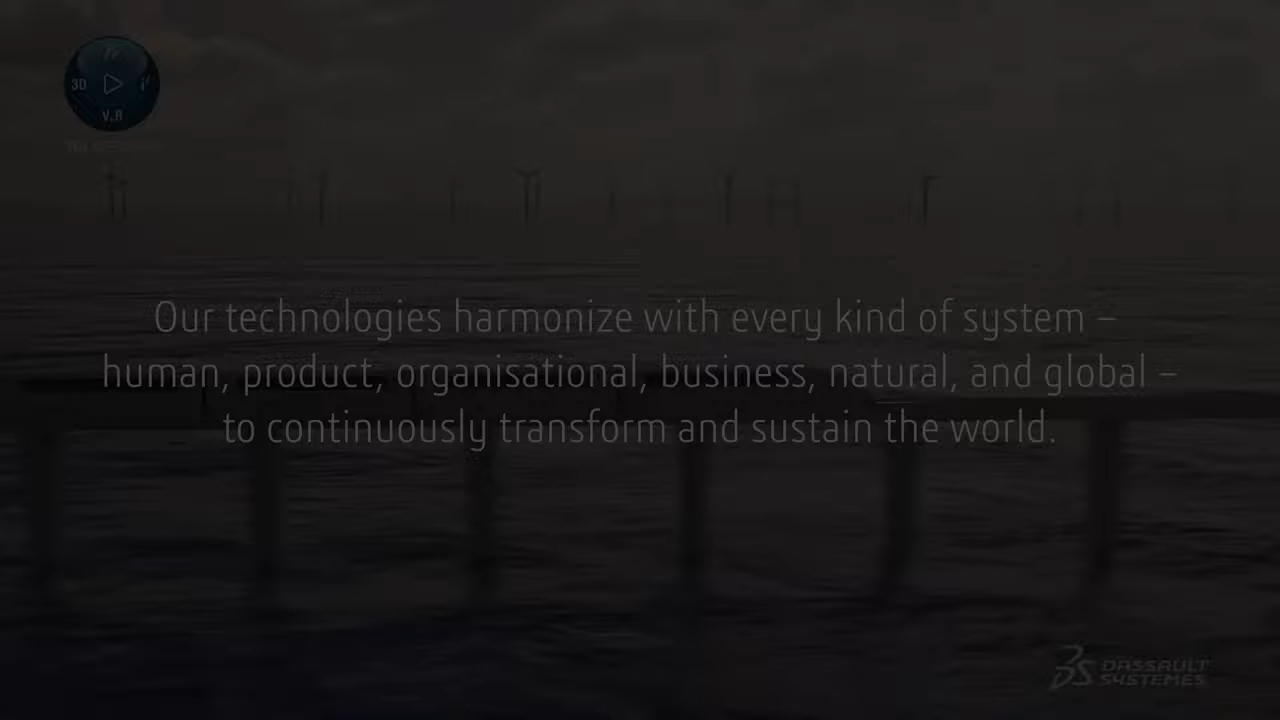 3D
V.R
Our technologies harmonize with every kind of system –
human, product, organisational, business, natural, and global –
to continuously transform and sustain the world.
3S DASSAULT
SYSTEMES